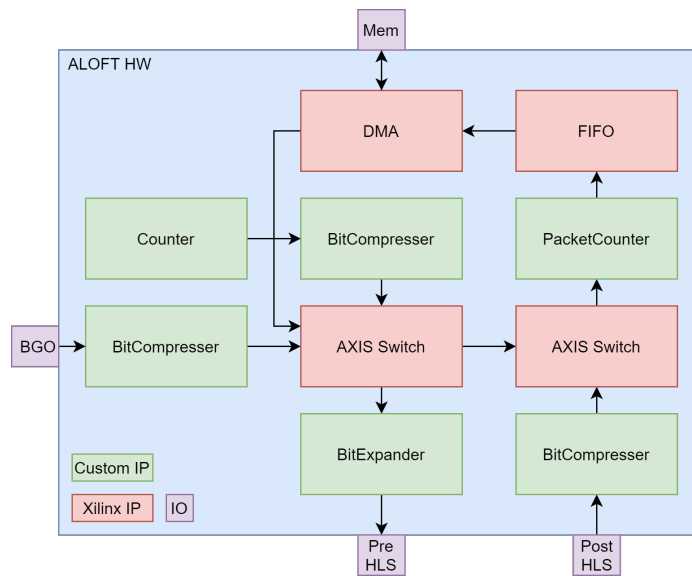 Mem
ALOFT HW
DMA
FIFO
Counter
BitCompresser
PacketCounter
BGO
BitCompresser
AXIS Switch
AXIS Switch
BitExpander
BitCompresser
Custom IP
Xilinx IP
IO
Pre
HLS
Post
HLS